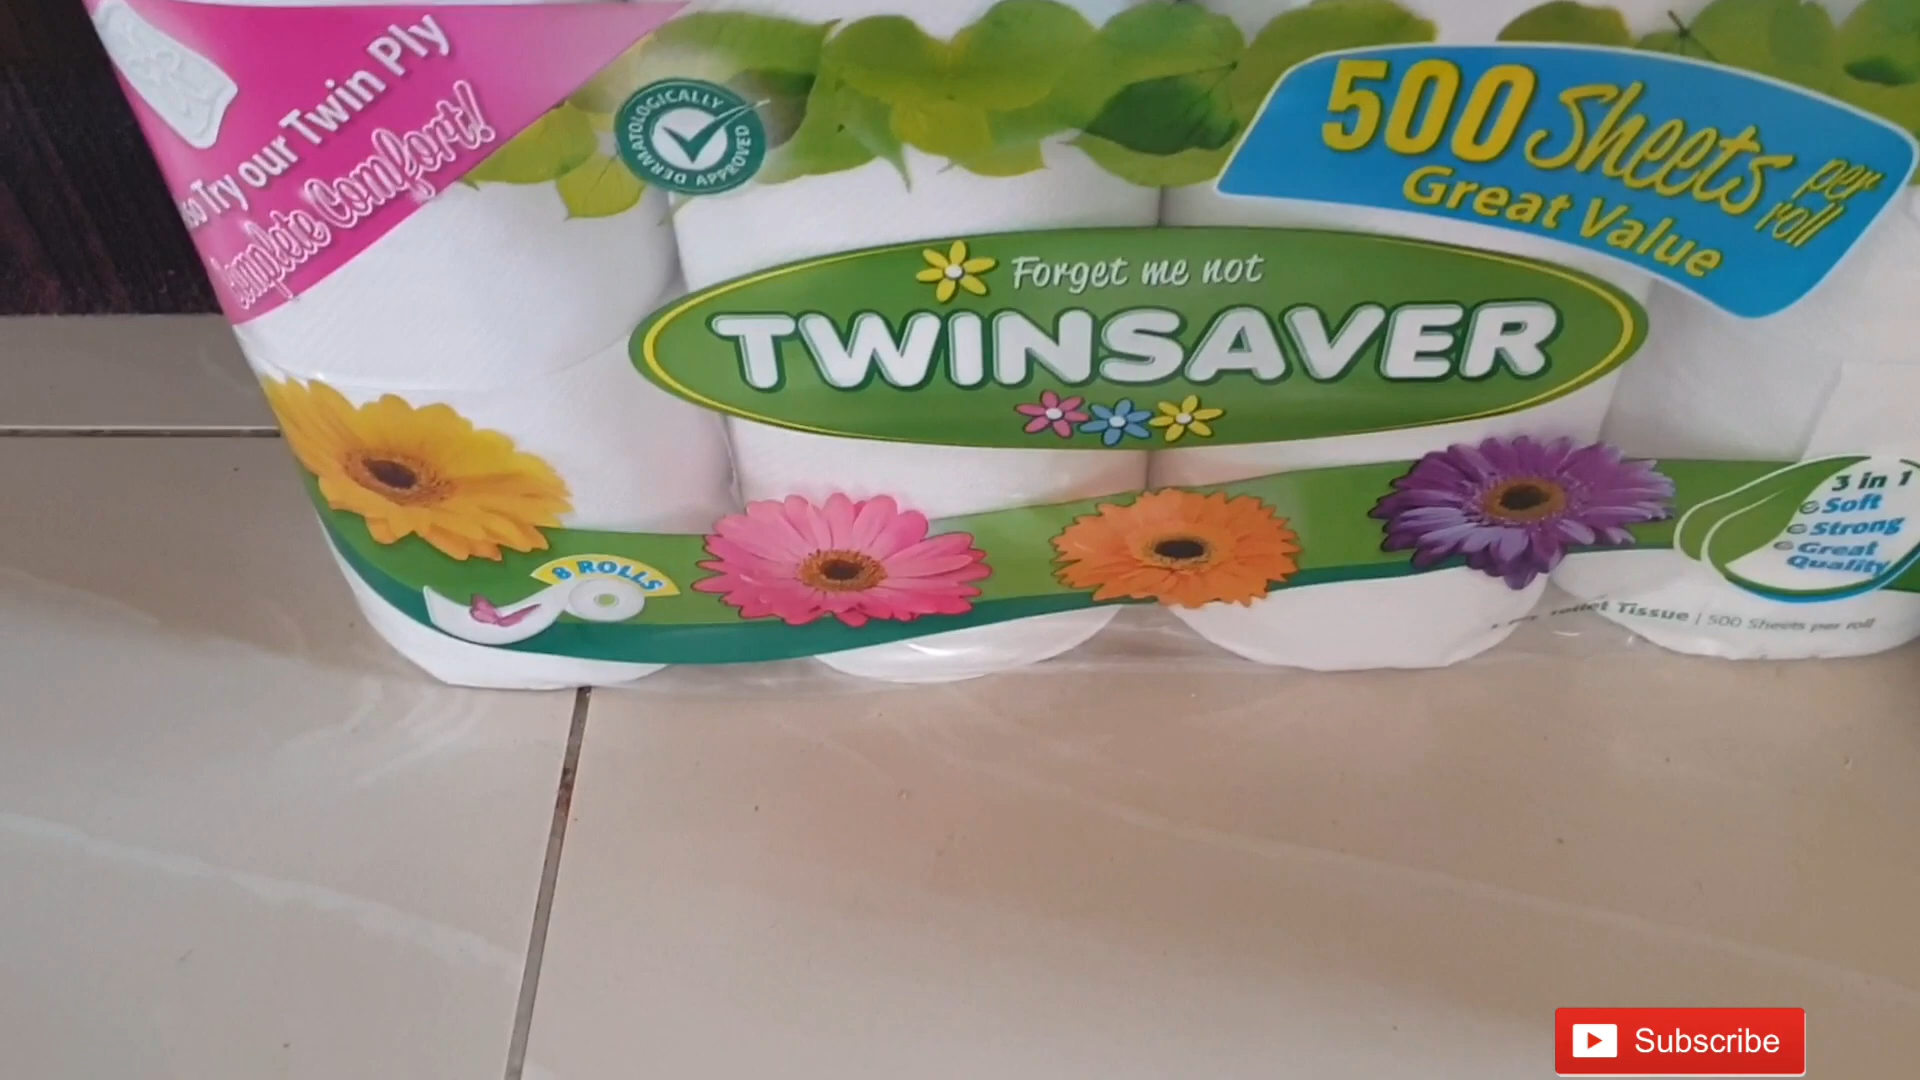 Try our Twin Ply
Complete Comfort!
DERMATOLOGICALLY
APPROVED
500 Sheets per roll
Great Value
Forget me not
TWINSAVER
8 ROLLS
3 in 1
Soft
Strong
Great
Quality
Toilet Tissue | 500 Sheets per roll
Subscribe